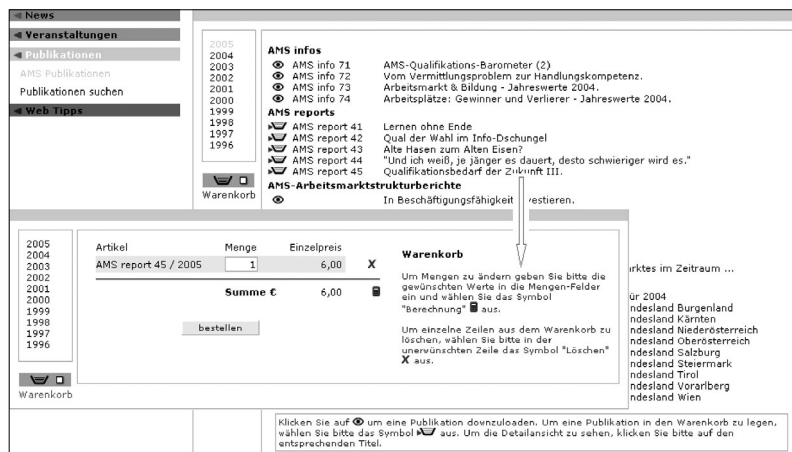 News
Veranstaltungen
Publikationen
AMS Publikationen
Publikationen suchen
Web Tipps
2005
2004
2003
2002
2001
2000
1999
1998
1997
1996
Warenkorb
AMS infos
AMS info 71 AMS-Qualifikations-Barometer (2)
AMS info 72 Vom Vermittlungsproblem zur Handlungskompetenz.
AMS info 73 Arbeitsmarkt & Bildung - Jahreswerte 2004.
AMS info 74 Arbeitsplätze: Gewinner und Verlierer - Jahreswerte 2004.
AMS reports
AMS report 41 Lernen ohne Ende
AMS report 42 Qual der Wahl im Info-Dschungel
AMS report 43 Alte Hasen zum Alten Eisen?
AMS report 44 "Und ich weiß, je jänger es dauert, desto schwieriger wird es."
AMS report 45 Qualifikationsbedarf der Zukunft III.
AMS-Arbeitsmarktstrukturberichte
In Beschäftigungsfähigkeit investieren.
2005
2004
2003
2002
2001
2000
1999
1998
1997
1996
Warenkorb
Artikel Menge Einzelpreis
AMS report 45 / 2005 1 6,00 X
Summe € 6,00
bestellen
Warenkorb
Um Mengen zu ändern geben Sie bitte die
gewünschten Werte in die Mengen-Felder
ein und wählen Sie das Symbol
"Berechnung" aus.
Um einzelne Zeilen aus dem Warenkorb zu
löschen, wählen Sie bitte in der
unerwünschten Zeile das Symbol "Löschen"
X aus.
rktes im Zeitraum ...
ür 2004
ndesland Burgenland
ndesland Kärnten
ndesland Niederösterreich
ndesland Oberösterreich
ndesland Salzburg
ndesland Steiermark
ndesland Tirol
ndesland Vorarlberg
ndesland Wien
Klicken Sie auf um eine Publikation downzuloaden. Um eine Publikation in den Warenkorb zu legen,
wählen Sie bitte das Symbol aus. Um die Detailansicht zu sehen, klicken Sie bitte auf den
entsprechenden Titel.